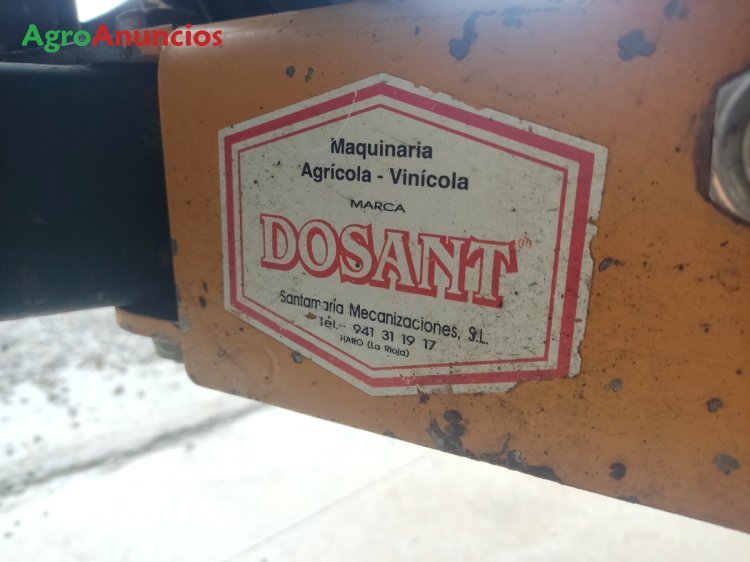 AgroAnuncios
Maquinaria
Agrícola - Vinícola
MARCA
DOSANT
Santamaría Mecanizaciones, S.L.
Tél.- 941 31 19 17
HARO (La Rioja)